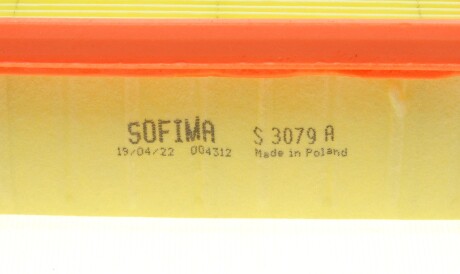 SOFIMA S 3079 A
19/04/22 004312 Made in Poland